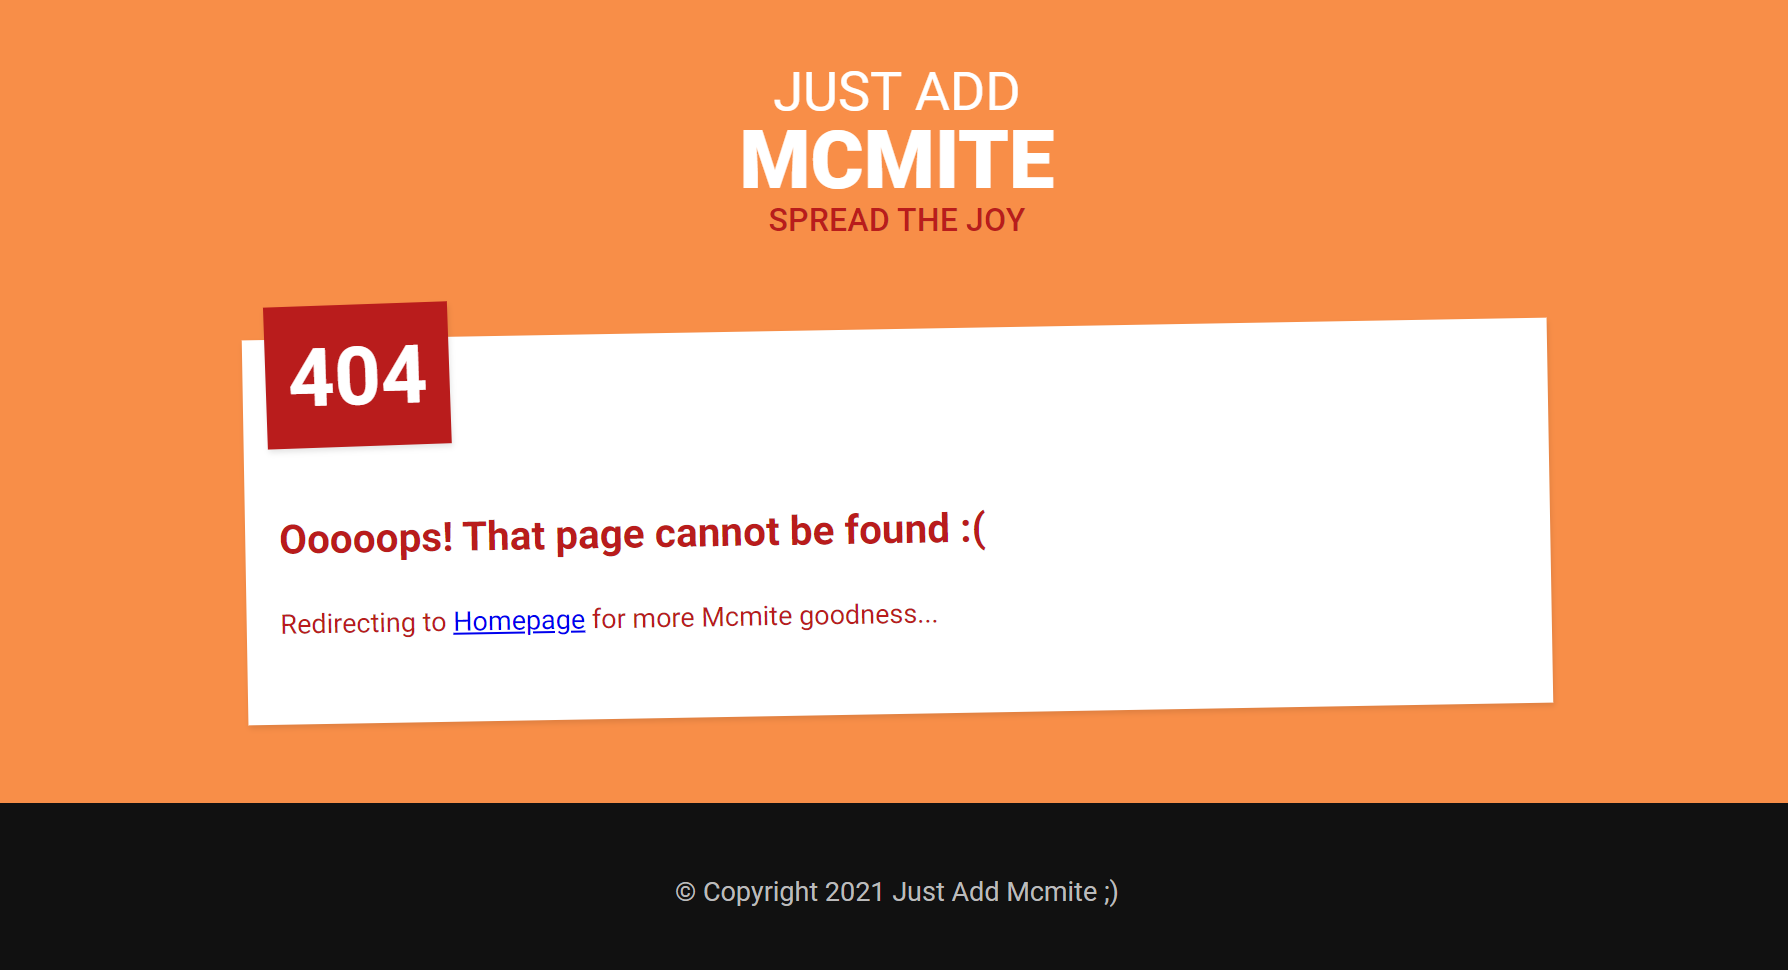 JUST ADD
MCMITE
SPREAD THE JOY
404
Ooooops! That page cannot be found :(
Redirecting to Homepage for more Mcmite goodness...
© Copyright 2021 Just Add Mcmite ;)